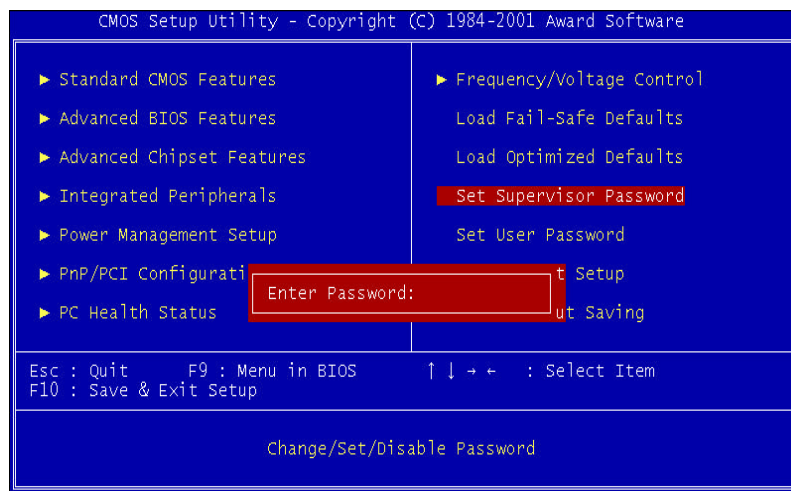 CMOS Setup Utility - Copyright (C) 1984-2001 Award Software
► Standard CMOS Features
► Advanced BIOS Features
► Advanced Chipset Features
► Integrated Peripherals
► Power Management Setup
► PnP/PCI Configurati
► PC Health Status
► Frequency/Voltage Control
Load Fail-Safe Defaults
Load Optimized Defaults
Set Supervisor Password
Set User Password
t Setup
ut Saving
Enter Password:
Esc : Quit F9 : Menu in BIOS ↑ ↓ → ← : Select Item
F10 : Save & Exit Setup
Change/Set/Disable Password